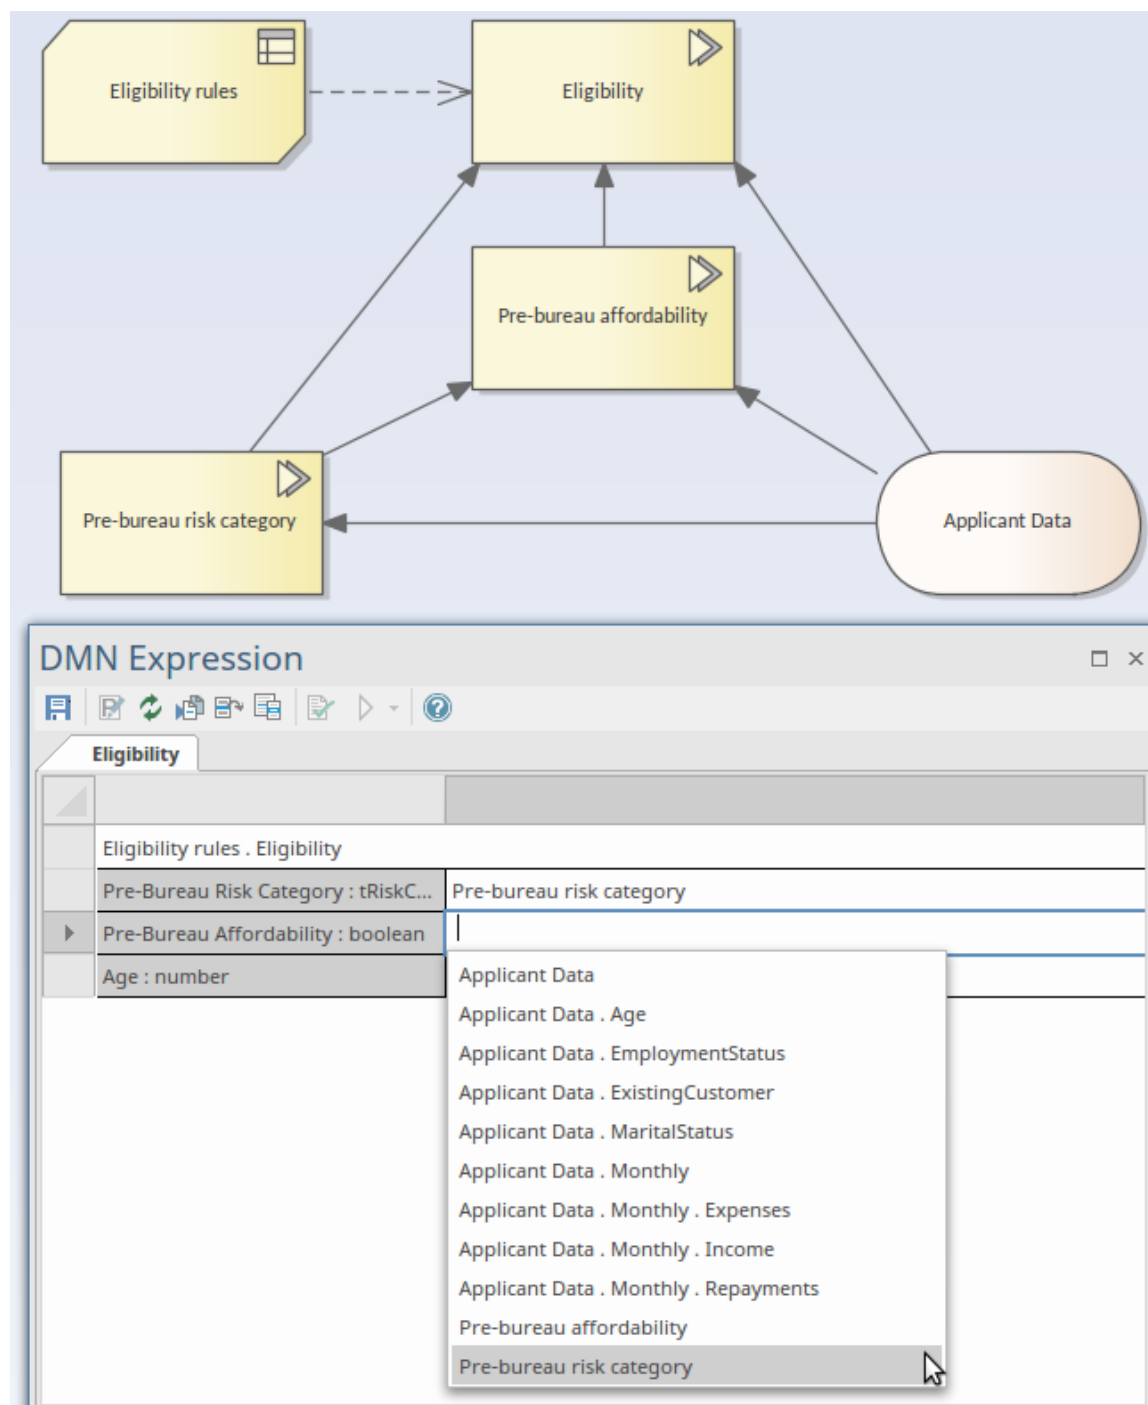 Eligibility rules
Eligibility
Pre-bureau affordability
Pre-bureau risk category
Applicant Data
DMN Expression
Eligibility
Eligibility rules . Eligibility
Pre-Bureau Risk Category : tRiskC... Pre-bureau risk category
Pre-Bureau Affordability : boolean
Age : number
Applicant Data
Applicant Data . Age
Applicant Data . EmploymentStatus
Applicant Data . ExistingCustomer
Applicant Data . MaritalStatus
Applicant Data . Monthly
Applicant Data . Monthly . Expenses
Applicant Data . Monthly . Income
Applicant Data . Monthly . Repayments
Pre-bureau affordability
Pre-bureau risk category